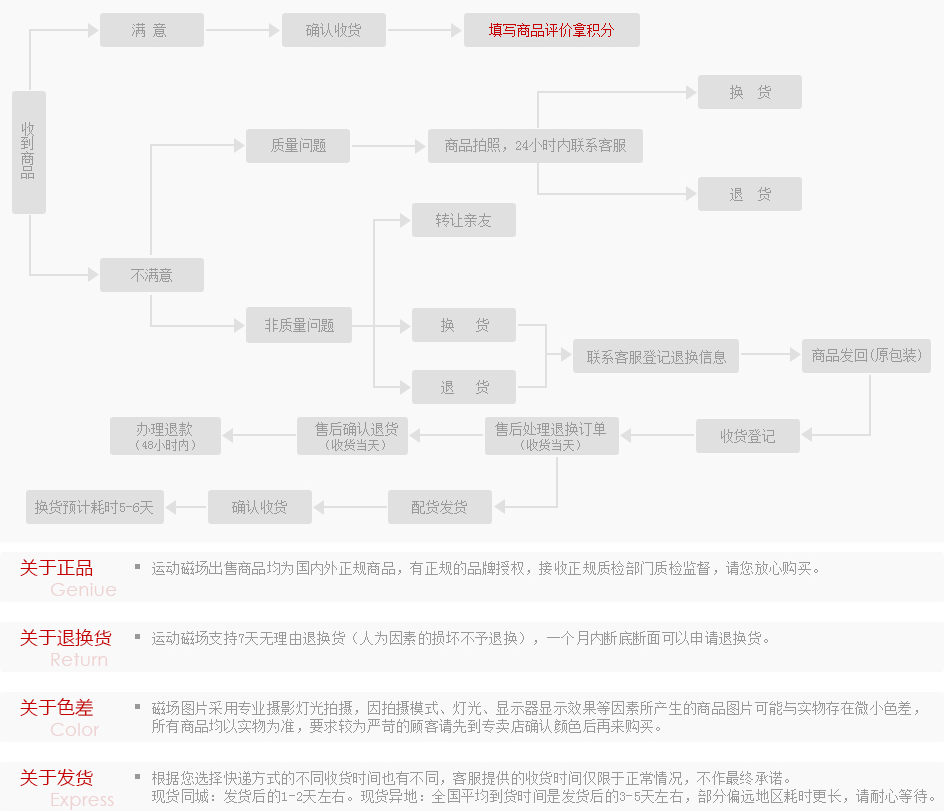 满 意
确认收货
填写商品评价拿积分
收到商品
换 货
质量问题
商品拍照，24小时内联系客服
退 货
转让亲友
不满意
非质量问题
换 货
联系客服登记退换信息
商品发回(原包装)
退 货
办理退款
(48小时内)
售后确认退货
(收货当天)
售后处理退换订单
(收货当天)
收货登记
换货预计耗时5-6天
确认收货
配货发货
关于正品
Geniue
▪ 运动磁场出售商品均为国内外正规商品，有正规的品牌授权，接收正规质检部门质检监督，请您放心购买。
关于退换货
Return
▪ 运动磁场支持7天无理由退换货（人为因素的损坏不予退换），一个月内断底断面可以申请退换货。
关于色差
Color
▪ 磁场图片采用专业摄影灯光拍摄，因拍摄模式、灯光、显示器显示效果等因素所产生的商品图片可能与实物存在微小色差，
所有商品均以实物为准，要求较为严苛的顾客请先到专卖店确认颜色后再来购买。
关于发货
Express
▪ 根据您选择快递方式的不同收货时间也有不同，客服提供的收货时间仅限于正常情况，不作最终承诺。
现货同城：发货后的1-2天左右。现货异地：全国平均到货时间是发货后的3-5天左右，部分偏远地区耗时更长，请耐心等待。